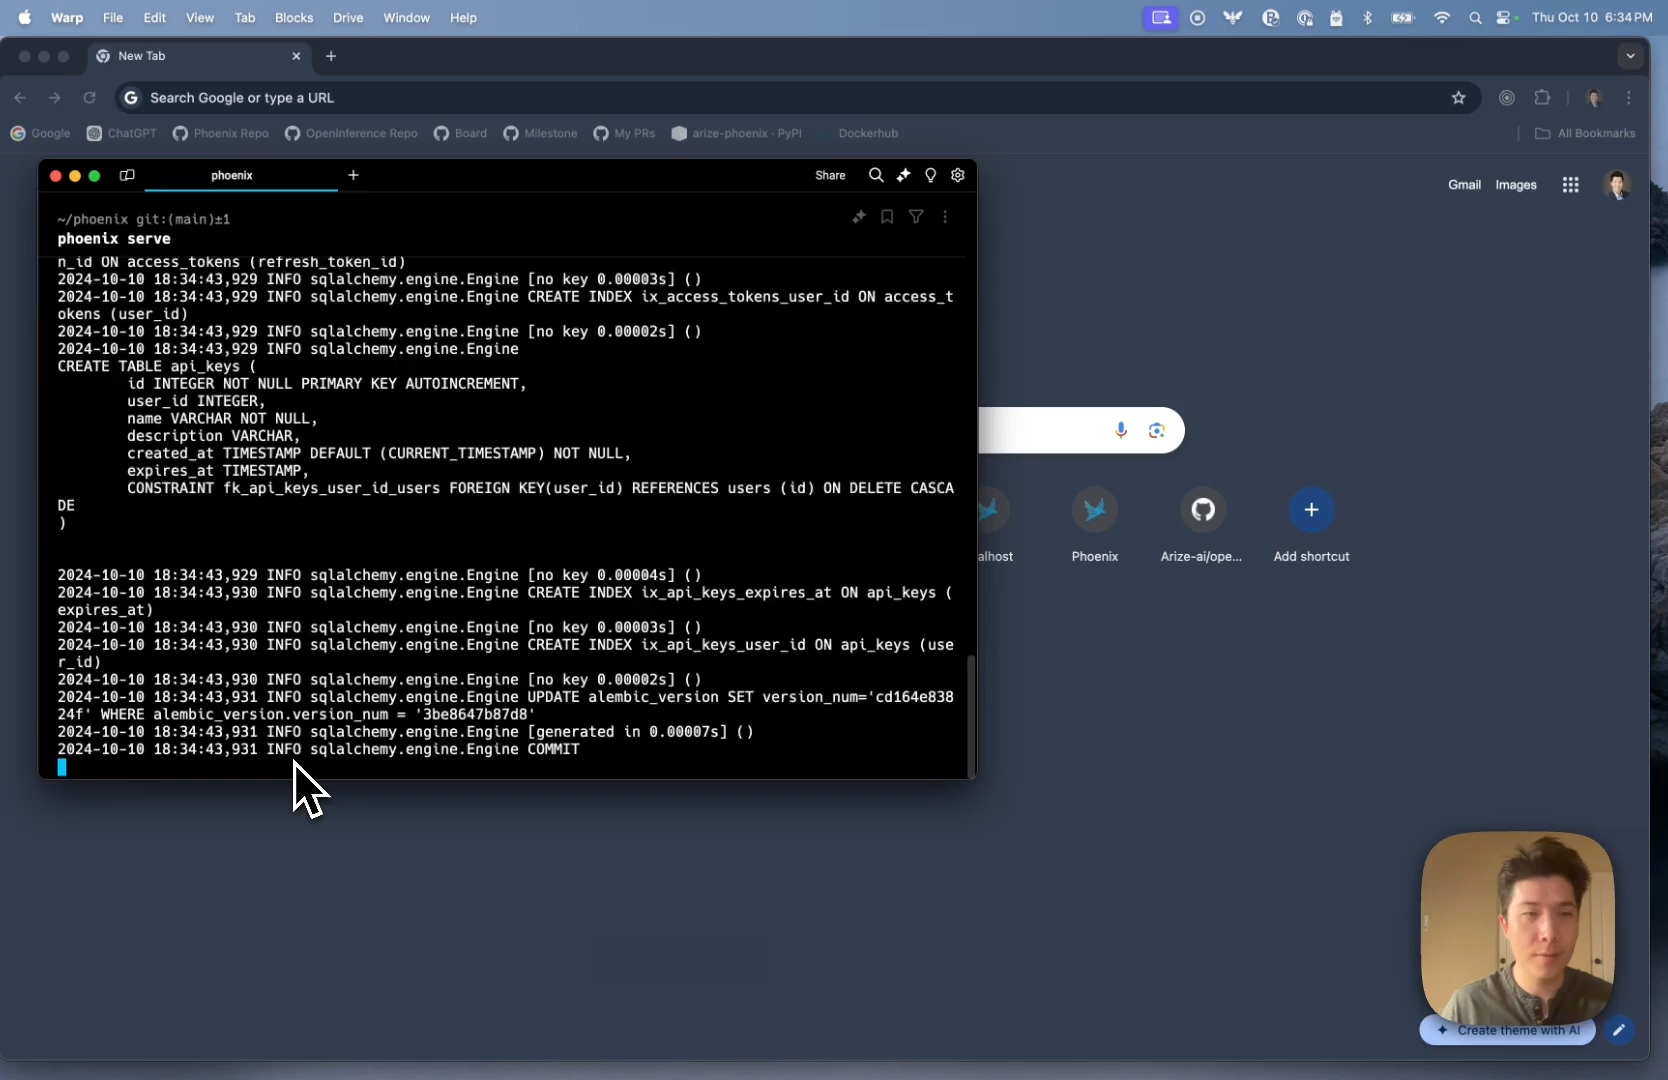 Warp File Edit View Tab Blocks Drive Window Help
Thu Oct 10 6:34 PM
New Tab
Search Google or type a URL
Google ChatGPT Phoenix Repo OpenInference Repo Board Milestone My PRs arize-phoenix · PyPI Dockerhub All Bookmarks
phoenix
Share
Gmail Images
~/phoenix git:(main)±1
phoenix serve
n_id ON access_tokens (refresh_token_id)
2024-10-10 18:34:43,929 INFO sqlalchemy.engine.Engine [no key 0.00003s] ()
2024-10-10 18:34:43,929 INFO sqlalchemy.engine.Engine CREATE INDEX ix_access_tokens_user_id ON access_t
okens (user_id)
2024-10-10 18:34:43,929 INFO sqlalchemy.engine.Engine [no key 0.00002s] ()
2024-10-10 18:34:43,929 INFO sqlalchemy.engine.Engine
CREATE TABLE api_keys (
id INTEGER NOT NULL PRIMARY KEY AUTOINCREMENT,
user_id INTEGER,
name VARCHAR NOT NULL,
description VARCHAR,
created_at TIMESTAMP DEFAULT (CURRENT_TIMESTAMP) NOT NULL,
expires_at TIMESTAMP,
CONSTRAINT fk_api_keys_user_id_users FOREIGN KEY(user_id) REFERENCES users (id) ON DELETE CASCA
DE
)
2024-10-10 18:34:43,929 INFO sqlalchemy.engine.Engine [no key 0.00004s] ()
2024-10-10 18:34:43,930 INFO sqlalchemy.engine.Engine CREATE INDEX ix_api_keys_expires_at ON api_keys (
expires_at)
2024-10-10 18:34:43,930 INFO sqlalchemy.engine.Engine [no key 0.00003s] ()
2024-10-10 18:34:43,930 INFO sqlalchemy.engine.Engine CREATE INDEX ix_api_keys_user_id ON api_keys (use
r_id)
2024-10-10 18:34:43,930 INFO sqlalchemy.engine.Engine [no key 0.00002s] ()
2024-10-10 18:34:43,931 INFO sqlalchemy.engine.Engine UPDATE alembic_version SET version_num='cd164e838
24f' WHERE alembic_version.version_num = '3be8647b87d8'
2024-10-10 18:34:43,931 INFO sqlalchemy.engine.Engine [generated in 0.00007s] ()
2024-10-10 18:34:43,931 INFO sqlalchemy.engine.Engine COMMIT
alhost Phoenix Arize-ai/ope... Add shortcut
Create theme with AI